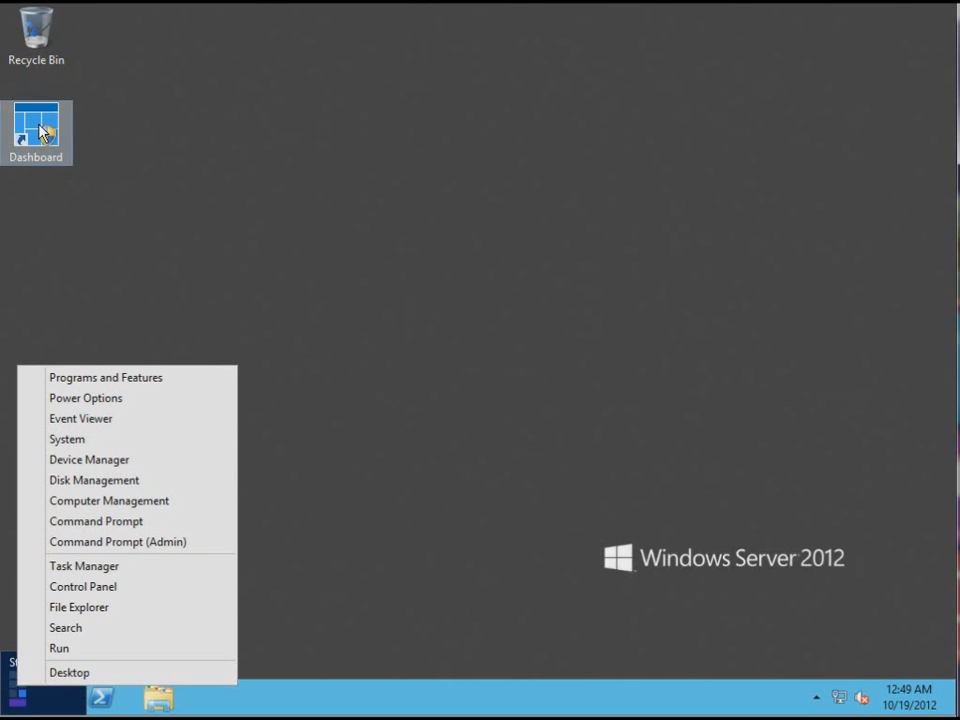 Recycle Bin
Dashboard
Programs and Features
Power Options
Event Viewer
System
Device Manager
Disk Management
Computer Management
Command Prompt
Command Prompt (Admin)
Task Manager
Control Panel
File Explorer
Search
Run
Desktop
Windows Server 2012
12:49 AM
10/19/2012